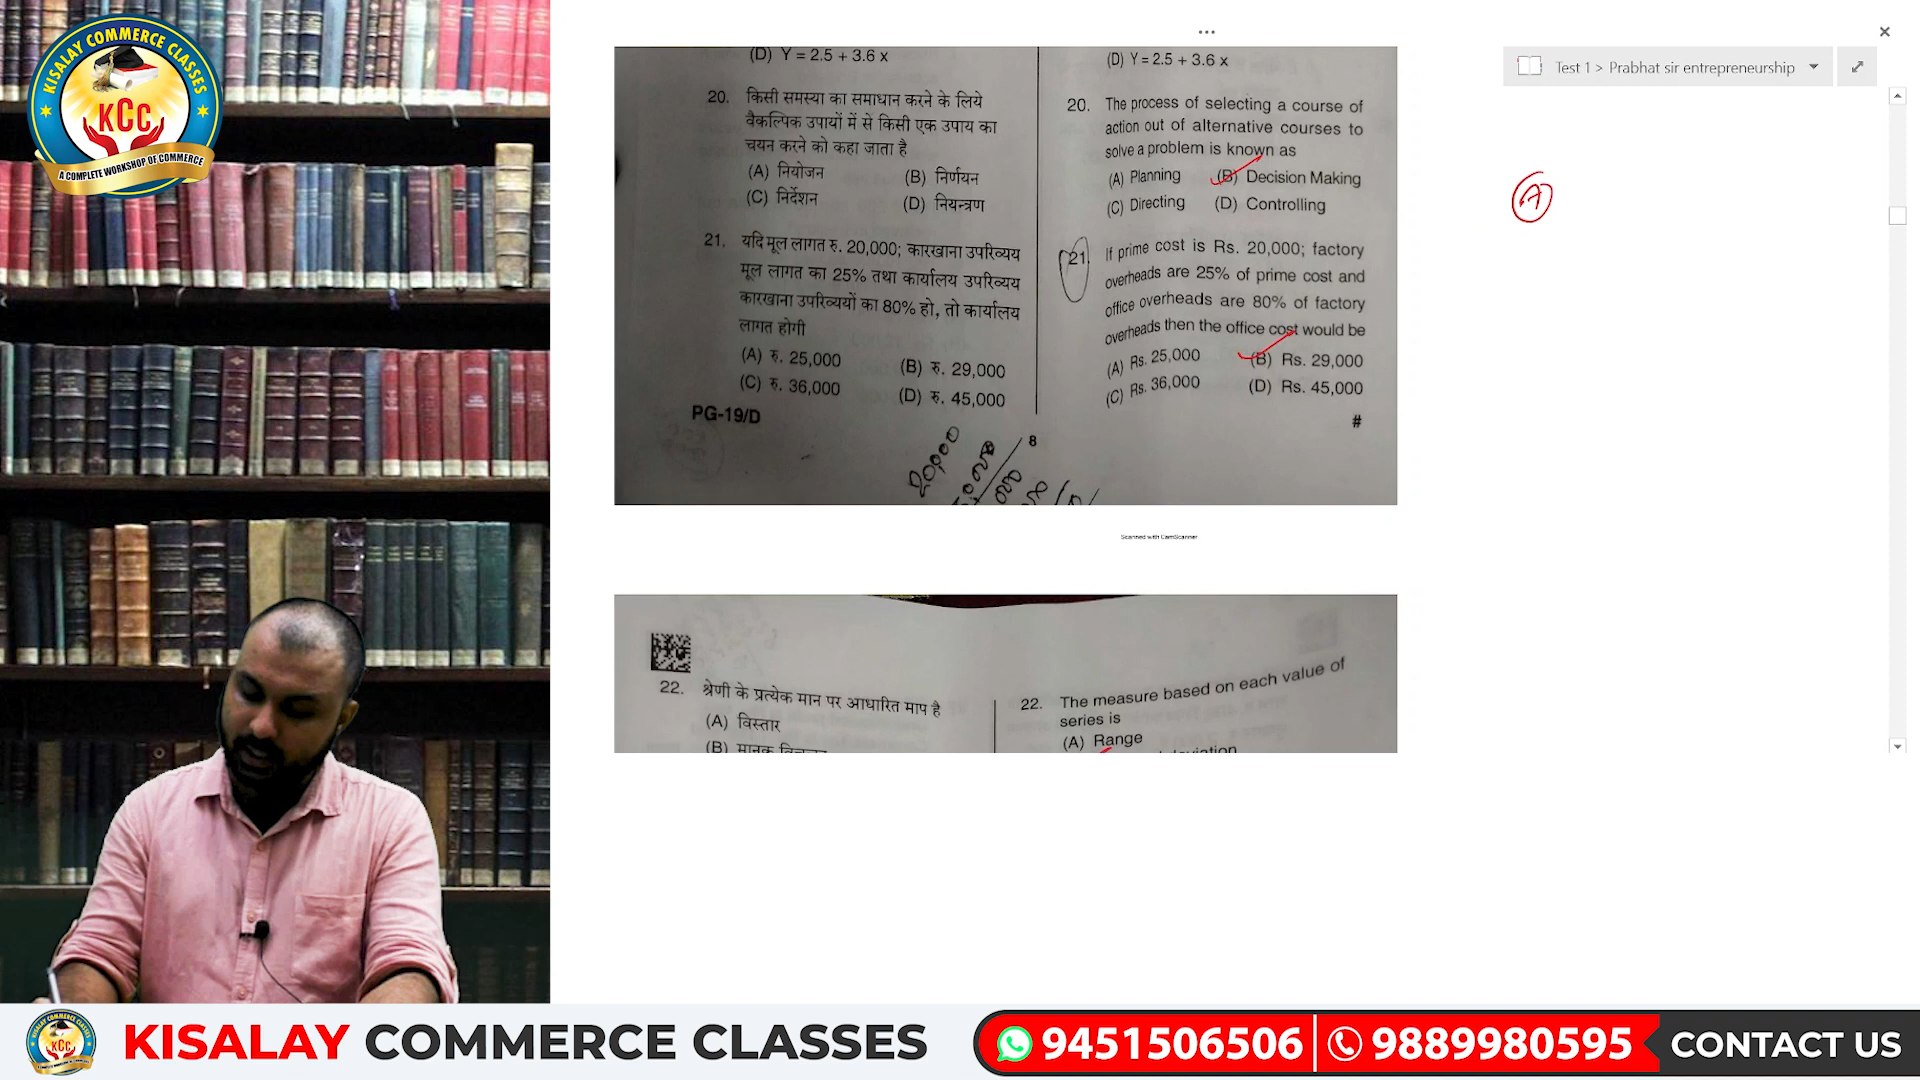 KISALAY COMMERCE CLASSES
KCC
A COMPLETE WORKSHOP OF COMMERCE
Test 1 > Prabhat sir entrepreneurship
(D) Y = 2.5 + 3.6 x
20. किसी समस्या का समाधान करने के लिये
वैकल्पिक उपायों में से किसी एक उपाय का
चयन करने को कहा जाता है
(A) नियोजन (B) निर्णयन
(C) निर्देशन (D) नियन्त्रण
21. यदि मूल लागत रु. 20,000; कारखाना उपरिव्यय
मूल लागत का 25% तथा कार्यालय उपरिव्यय
कारखाना उपरिव्ययों का 80% हो, तो कार्यालय
लागत होगी
(A) रु. 25,000 (B) रु. 29,000
(C) रु. 36,000 (D) रु. 45,000
PG-19/D
(D) Y = 2.5 + 3.6 x
20. The process of selecting a course of
action out of alternative courses to
solve a problem is known as
(A) Planning (B) Decision Making
(C) Directing (D) Controlling
21. If prime cost is Rs. 20,000; factory
overheads are 25% of prime cost and
office overheads are 80% of factory
overheads then the office cost would be
(A) Rs. 25,000 (B) Rs. 29,000
(C) Rs. 36,000 (D) Rs. 45,000
#
8
20,000
A
Scanned with CamScanner
22. श्रेणी के प्रत्येक मान पर आधारित माप है
(A) विस्तार
(B) मानक
22. The measure based on each value of
series is
(A) Range
deviation
KISALAY COMMERCE CLASSES
9451506506 9889980595 CONTACT US